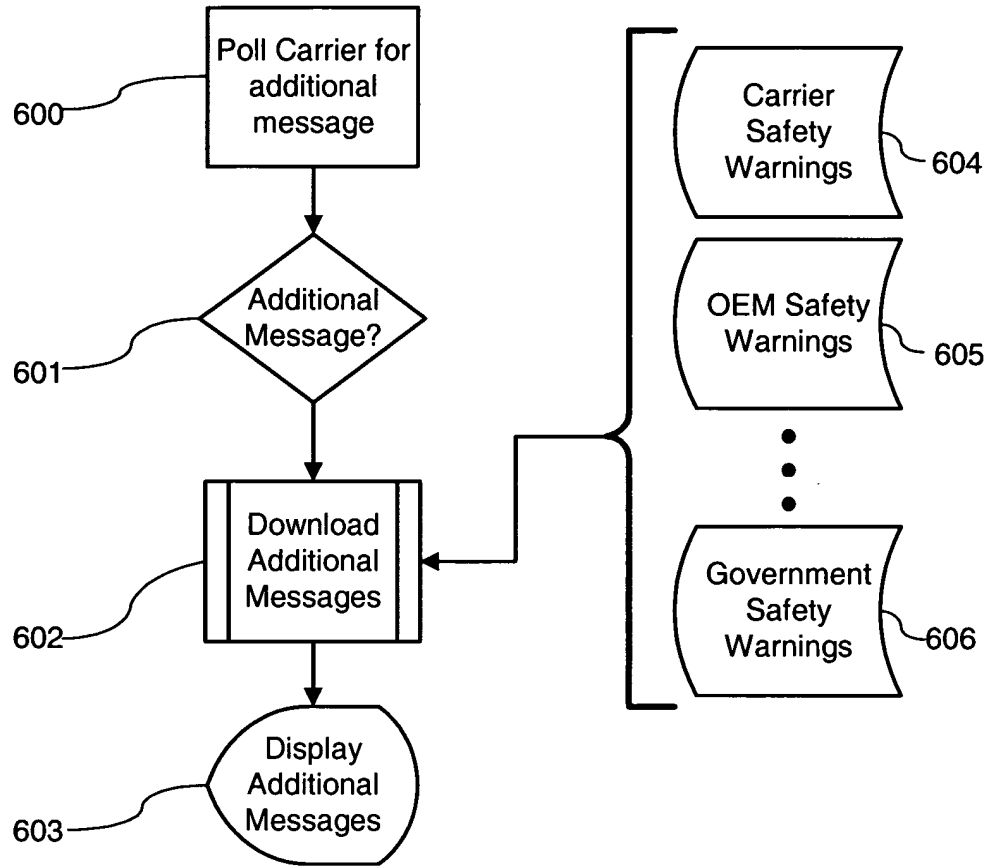 Poll Carrier for
additional
message
600
Additional
Message?
601
Download
Additional
Messages
602
Display
Additional
Messages
603
Carrier
Safety
Warnings
604
OEM Safety
Warnings
605
Government
Safety
Warnings
606